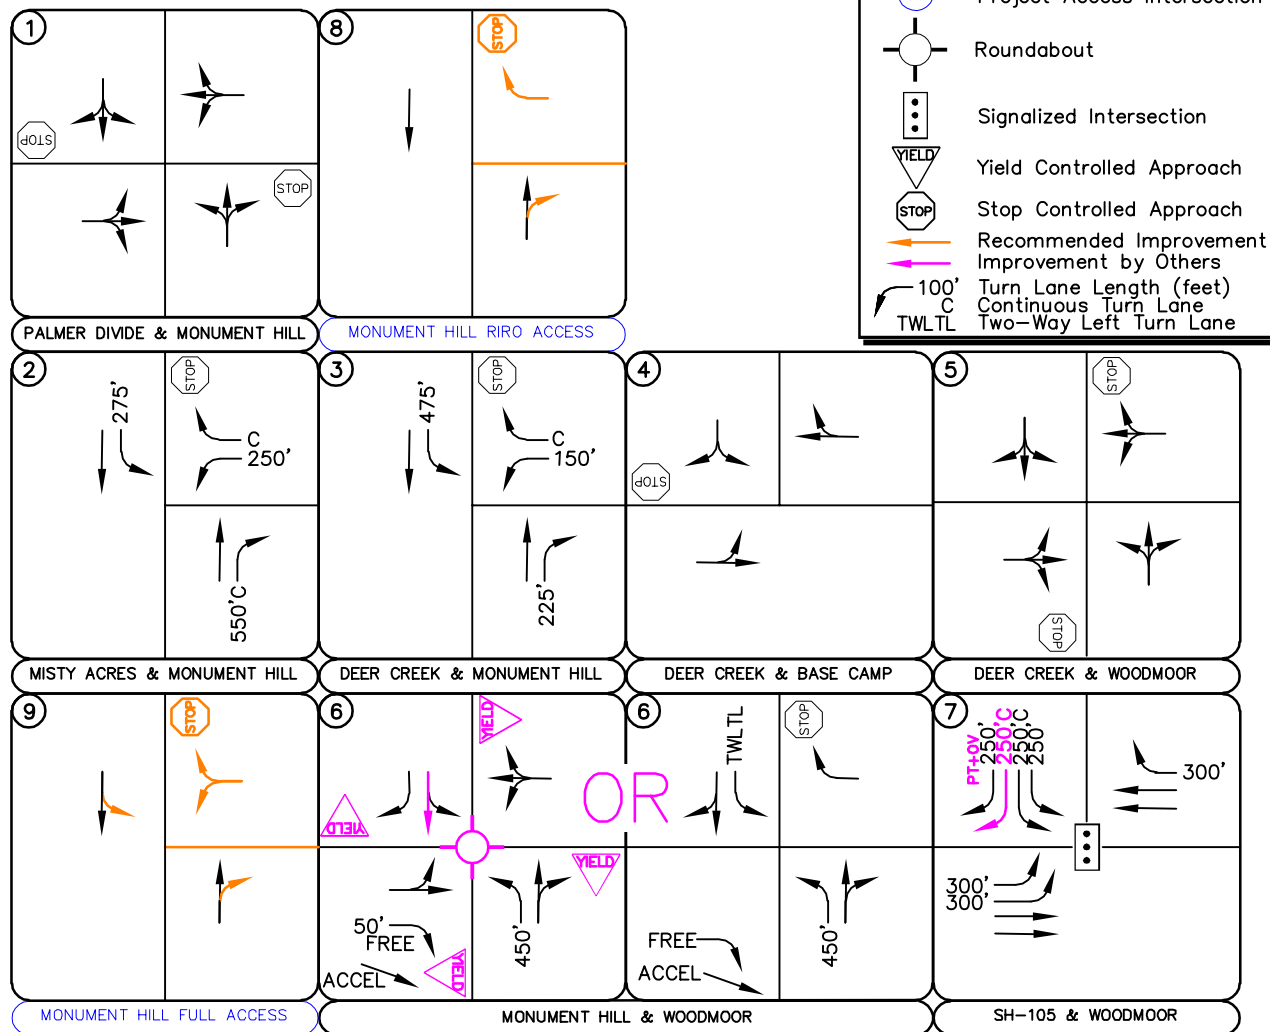 Project Access Intersection
Roundabout
Signalized Intersection
YIELD
Yield Controlled Approach
STOP
Stop Controlled Approach
Recommended Improvement
Improvement by Others
100' Turn Lane Length (feet)
C Continuous Turn Lane
TWLTL Two-Way Left Turn Lane
1
STOP
STOP
PALMER DIVIDE & MONUMENT HILL
8
STOP
MONUMENT HILL RIRO ACCESS
2
275'
STOP
C
250'
550'C
MISTY ACRES & MONUMENT HILL
3
475'
STOP
C
150'
225'
DEER CREEK & MONUMENT HILL
4
STOP
DEER CREEK & BASE CAMP
5
STOP
STOP
DEER CREEK & WOODMOOR
9
STOP
MONUMENT HILL FULL ACCESS
6
YIELD
YIELD
YIELD
50'
FREE
ACCEL
YIELD
450'
OR
6
TWLTL
STOP
FREE
ACCEL
450'
MONUMENT HILL & WOODMOOR
7
PT+OV
250'
250'C
250'C
250'
300'
300'
300'
SH-105 & WOODMOOR